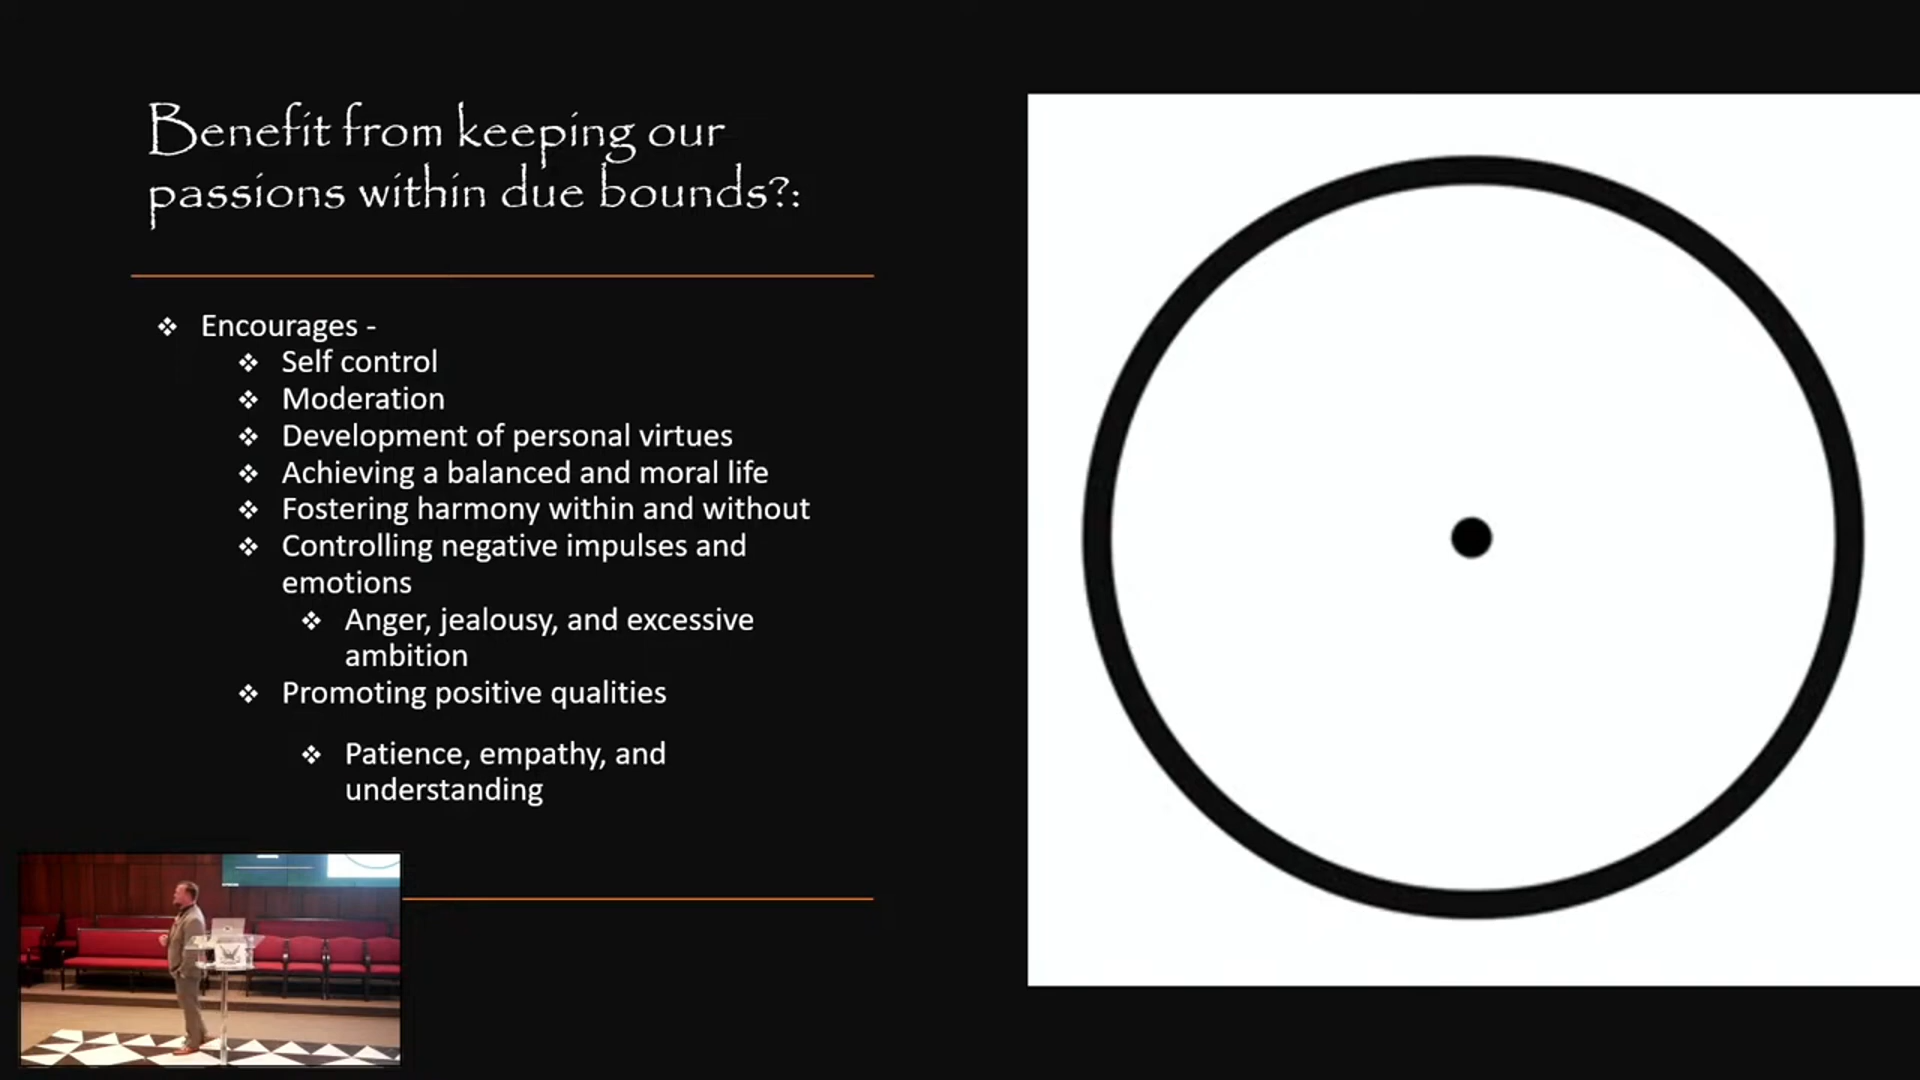 Benefit from keeping our
passions within due bounds?:
❖ Encourages -
❖ Self control
❖ Moderation
❖ Development of personal virtues
❖ Achieving a balanced and moral life
❖ Fostering harmony within and without
❖ Controlling negative impulses and
emotions
❖ Anger, jealousy, and excessive
ambition
❖ Promoting positive qualities
❖ Patience, empathy, and
understanding